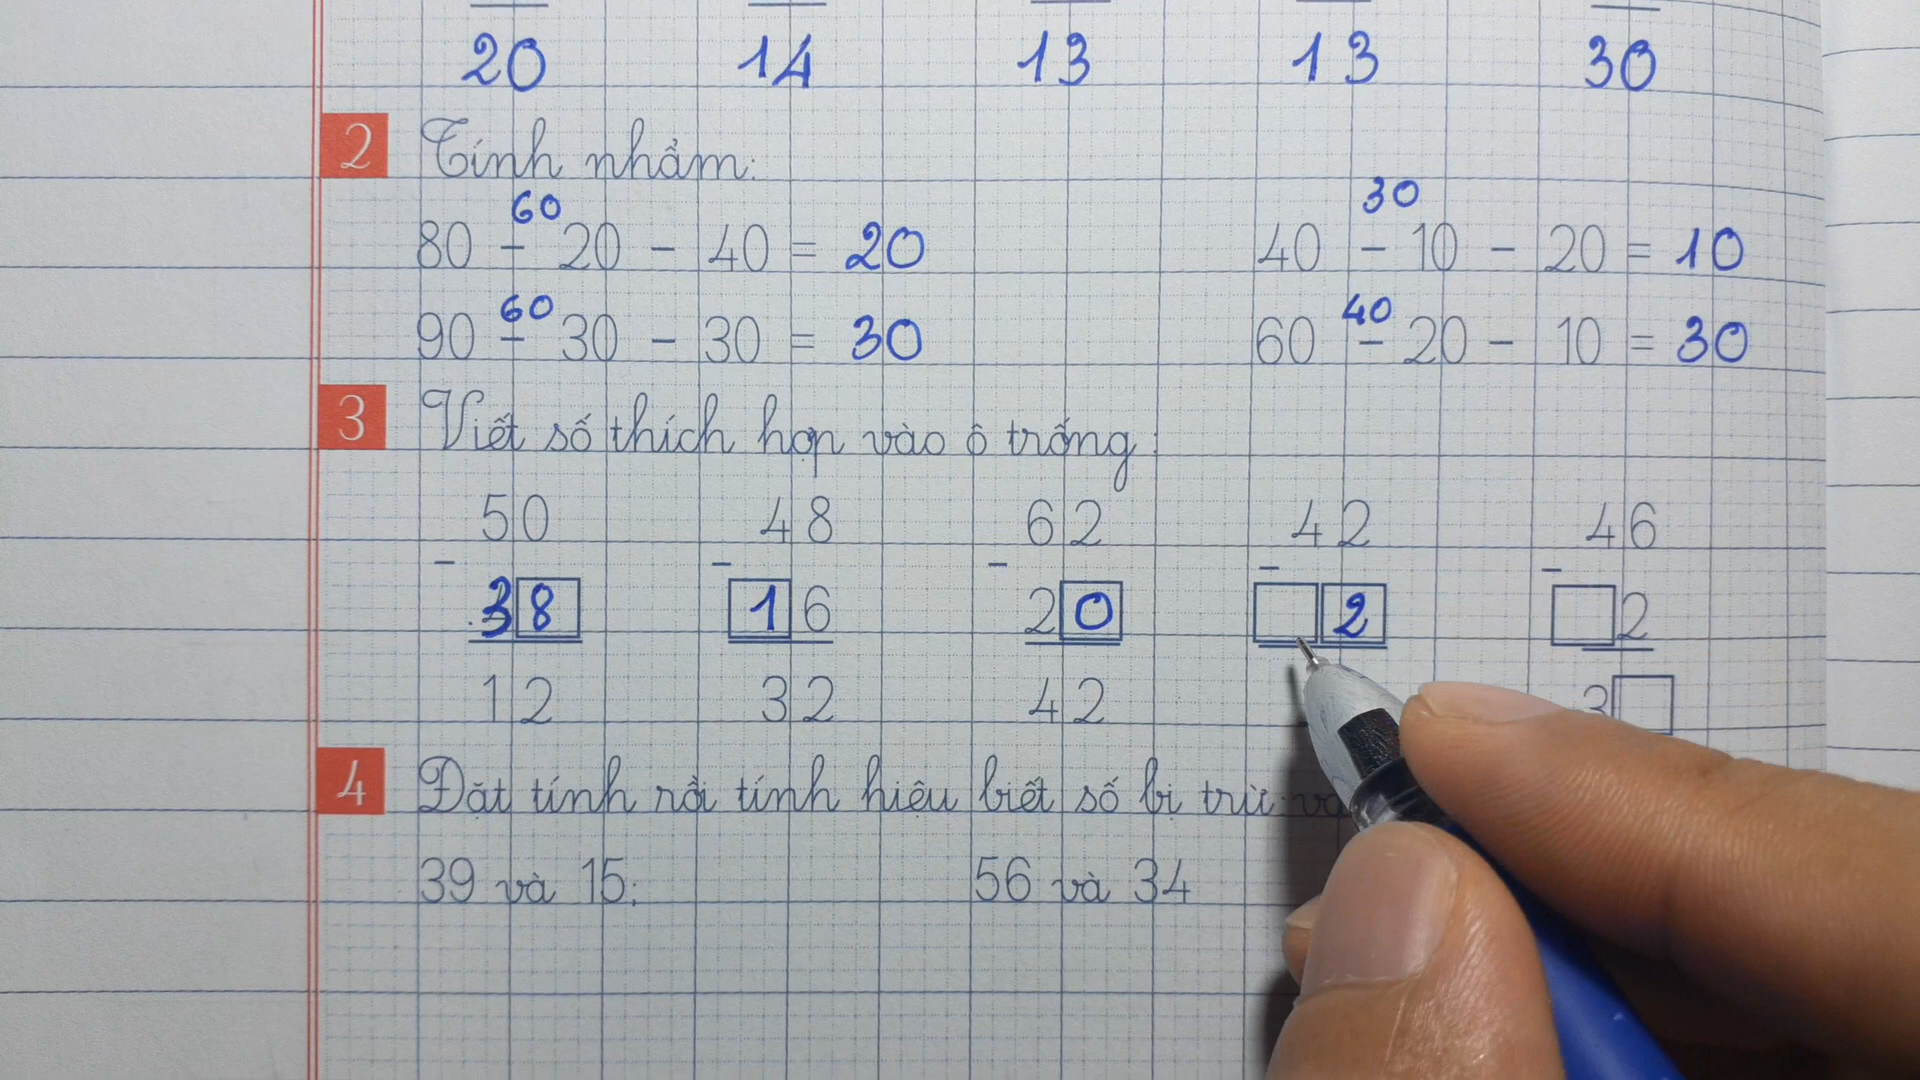 20 14 13 13 30
2 Tính nhẩm:
60 30
80 - 20 - 40 = 20 40 - 10 - 20 = 10
60 40
90 - 30 - 30 = 30 60 - 20 - 10 = 30
3 Viết số thích hợp vào ô trống:
50 48 62 42 46
- - - - -
38 16 20 2 2
12 32 42 3
4 Đặt tính rồi tính hiệu biết số bị trừ
39 và 15; 56 và 34